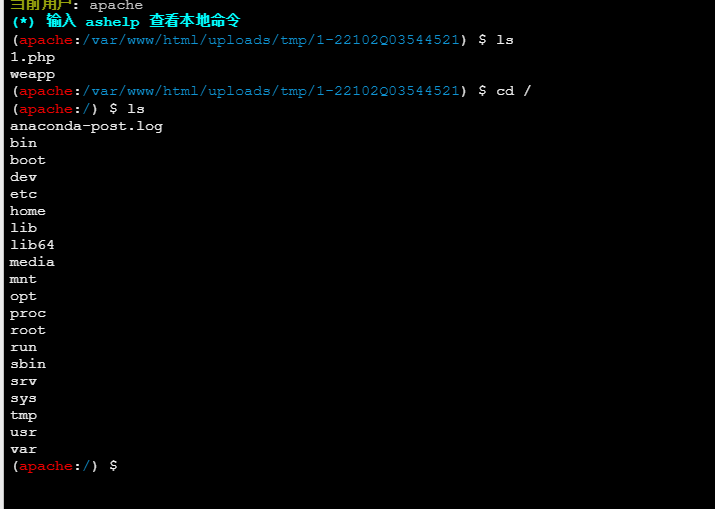 当前用户: apache
(*) 输入 ashelp 查看本地命令
(apache:/var/www/html/uploads/tmp/1-22102Q03544521) $ ls
1.php
weapp
(apache:/var/www/html/uploads/tmp/1-22102Q03544521) $ cd /
(apache:/) $ ls
anaconda-post.log
bin
boot
dev
etc
home
lib
lib64
media
mnt
opt
proc
root
run
sbin
srv
sys
tmp
usr
var
(apache:/) $